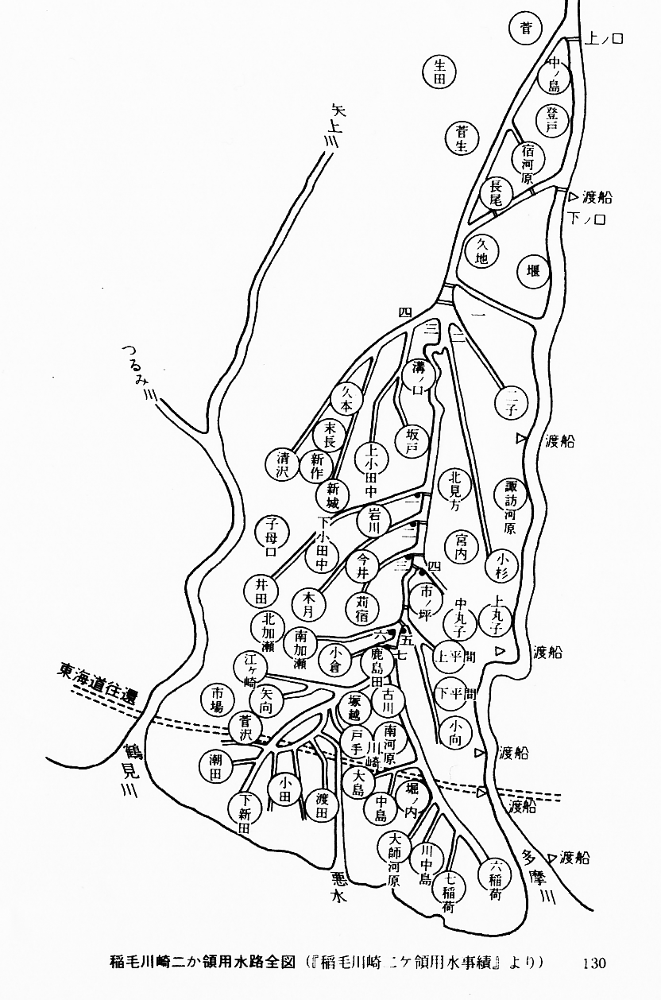 菅
上ノ口
中ノ島
生田
登戸
矢上川
菅生
宿河原
長尾
渡船
下ノ口
久地
堰
四
三
二
一
つるみ川
溝ノ口
久本
二子
末長
坂戸
渡船
清沢
新作
上小田中
新城
北見方
諏訪河原
一
岩川
子母口
下小田中
二
宮内
今井
三
四
小杉
井田
木月
苅宿
市ノ坪
中丸子
上丸子
北加瀬
南加瀬
六
五
七
小倉
鹿島田
上平間
渡船
江ヶ崎
東海道往還
市場
矢向
塚越
古川
下平間
菅沢
戸手
川崎
南河原
小向
鶴見川
潮田
渡船
下新田
小田
渡田
大島
中島
堀ノ内
渡船
大師河原
川中島
七稲荷
六稲荷
渡船
多摩川
悪水
稲毛川崎二か領用水路全図（『稲毛川崎二ケ領用水事績』より）
130